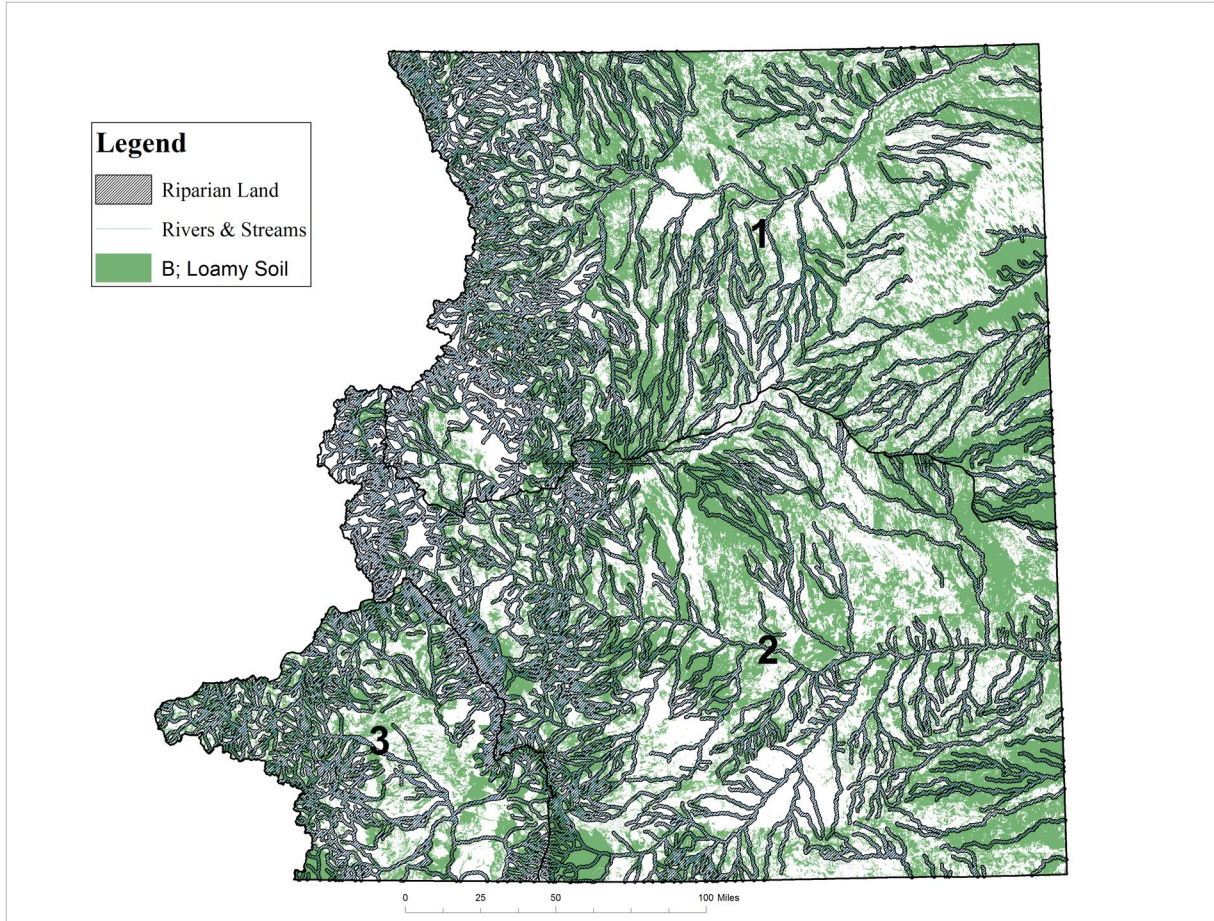 Legend
Riparian Land
Rivers & Streams
B; Loamy Soil
1
2
3
0 25 50 100 Miles